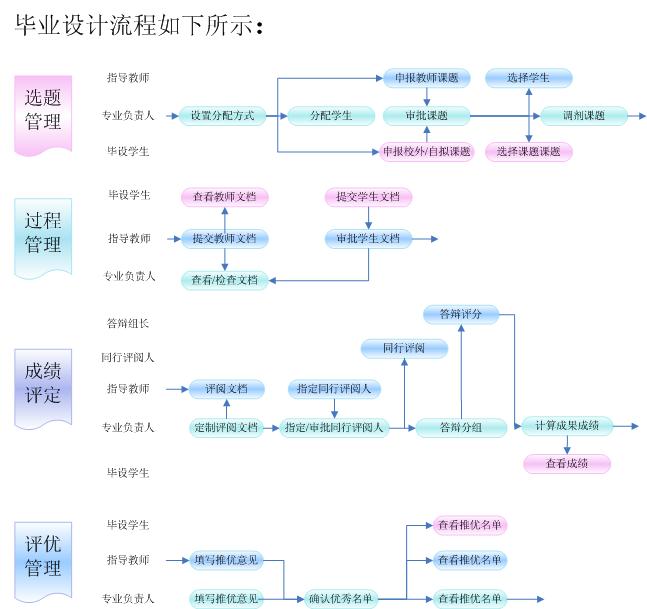 毕业设计流程如下所示：
选题
管理
指导教师
申报教师课题
选择学生
专业负责人
设置分配方式
分配学生
审批课题
调剂课题
毕设学生
申报校外/自拟课题
选择课题课题
过程
管理
毕设学生
查看教师文档
提交学生文档
指导教师
提交教师文档
审批学生文档
专业负责人
查看/检查文档
成绩
评定
答辩组长
答辩评分
同行评阅人
同行评阅
指导教师
评阅文档
指定同行评阅人
专业负责人
定制评阅文档
指定/审批同行评阅人
答辩分组
计算成果成绩
毕设学生
查看成绩
评优
管理
毕设学生
查看推优名单
指导教师
填写推优意见
查看推优名单
专业负责人
填写推优意见
确认优秀名单
查看推优名单